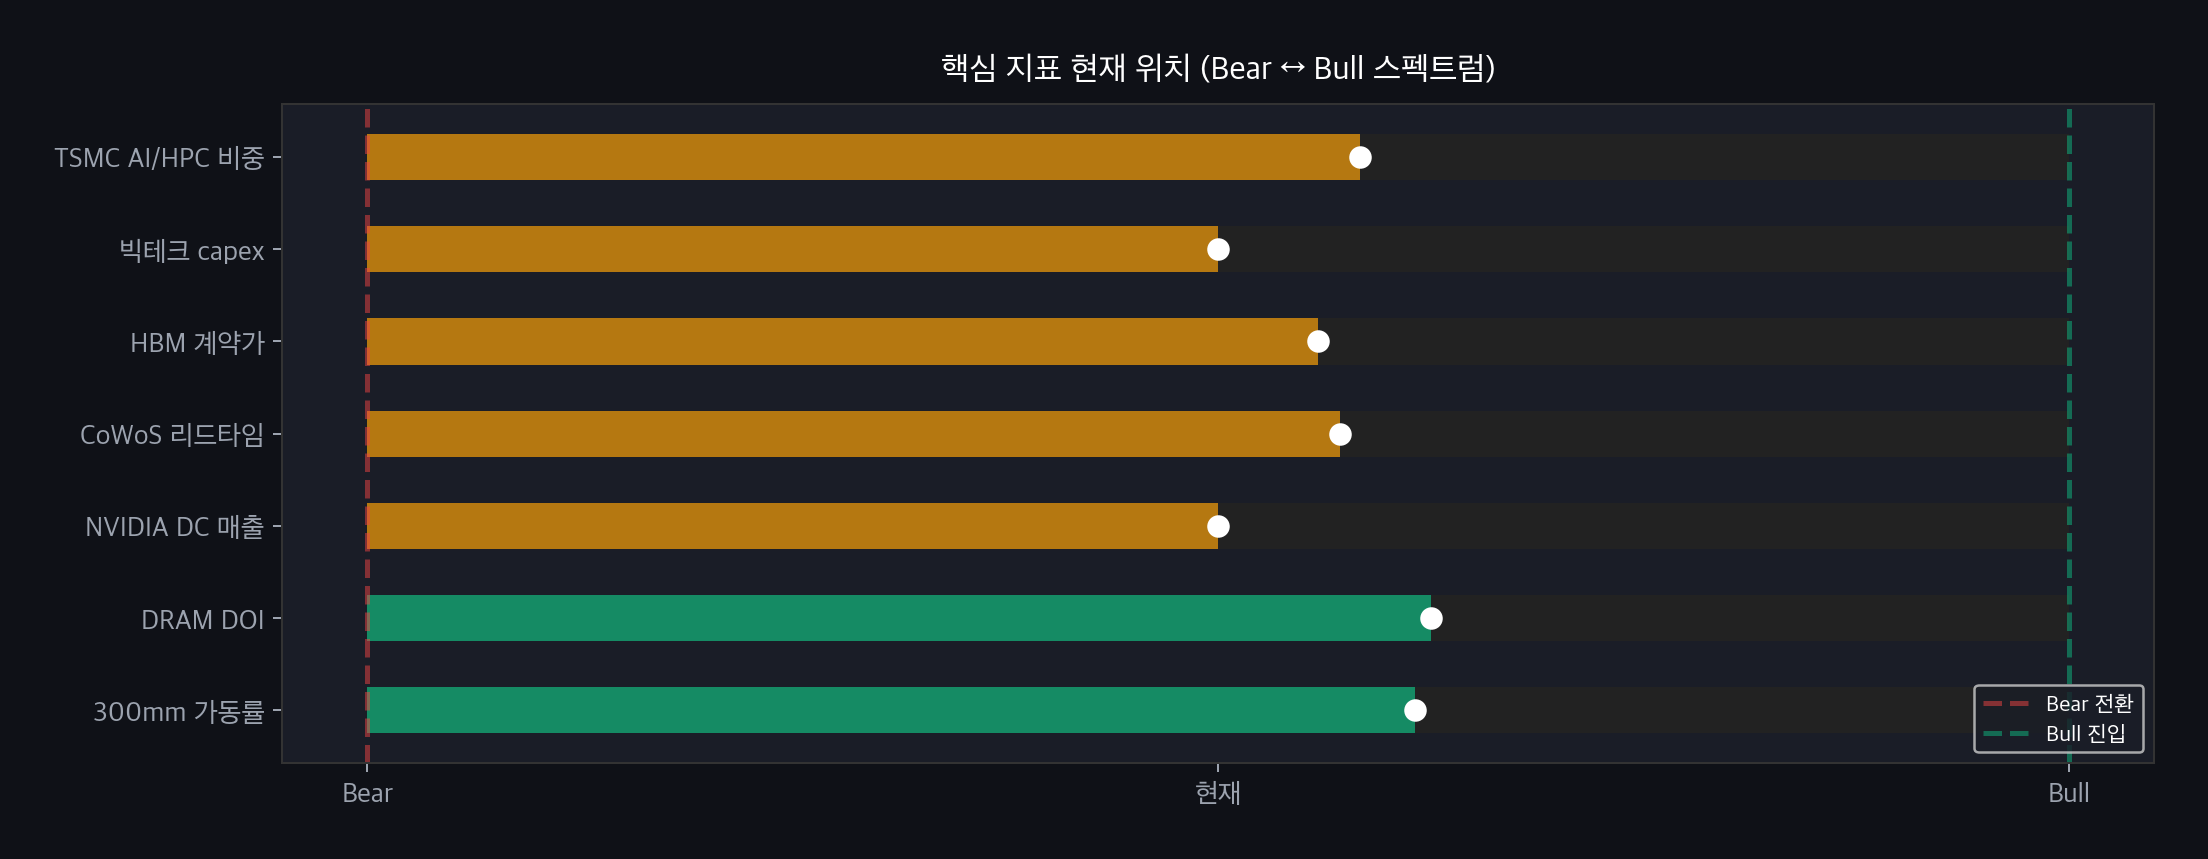 핵심 지표 현재 위치 (Bear ↔ Bull 스펙트럼)
TSMC AI/HPC 비중
빅테크 capex
HBM 계약가
CoWoS 리드타임
NVIDIA DC 매출
DRAM DOI
300mm 가동률
Bear 전환
Bull 진입
Bear
현재
Bull